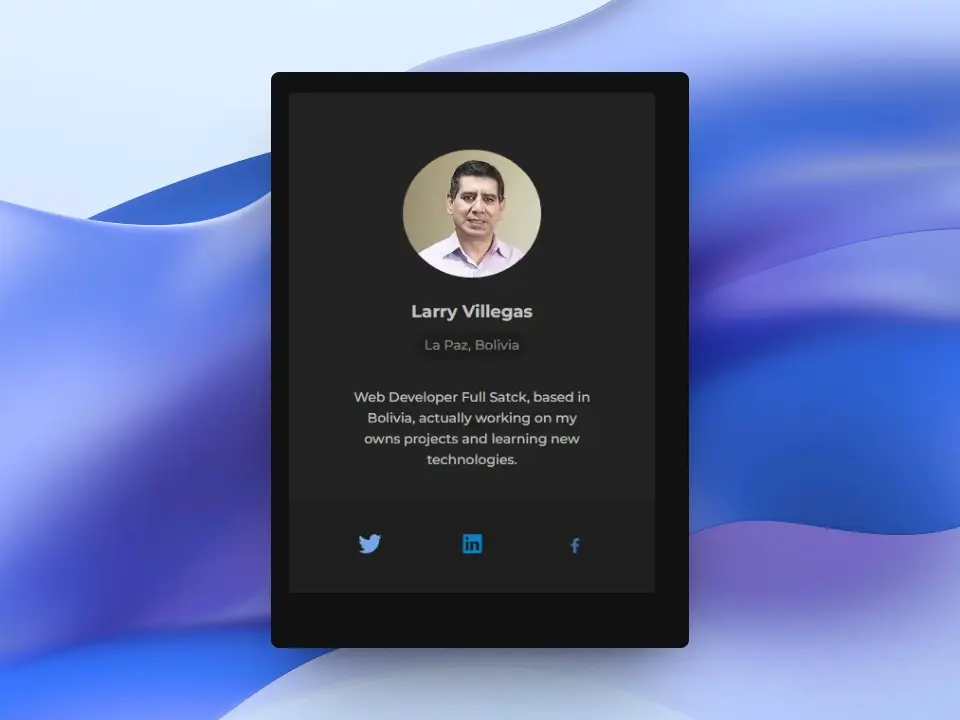 Larry Villegas
La Paz, Bolivia
Web Developer Full Satck, based in
Bolivia, actually working on my
owns projects and learning new
technologies.